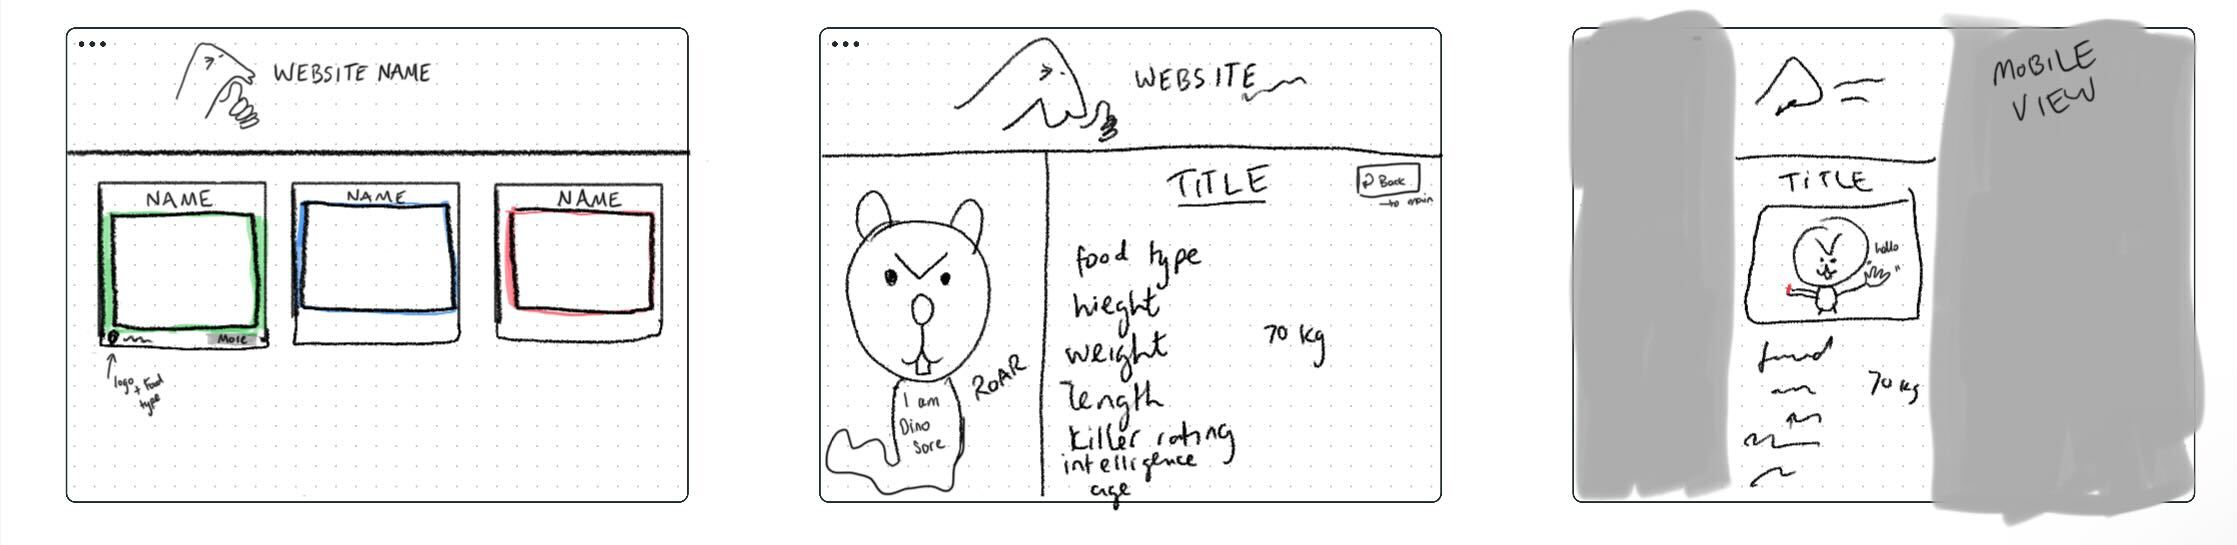 WEBSITE NAME
NAME
NAME
NAME
More
logo
+ Food
type
WEBSITE
TITLE
Back
→ to main
food type
hieght
weight
70 kg
length
killer rating
intelligence
age
ROAR
I am
Dino
Sore
MOBILE
VIEW
TITLE
hello
food
70 kg